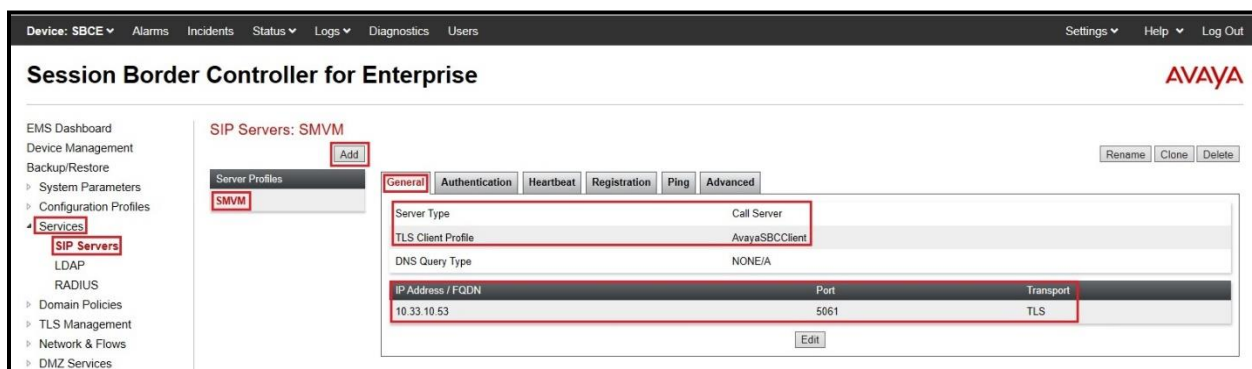 Device: SBCE Alarms Incidents Status Logs Diagnostics Users Settings Help Log Out
Session Border Controller for Enterprise
AVAYA
EMS Dashboard
Device Management
Backup/Restore
System Parameters
Configuration Profiles
Services
SIP Servers
LDAP
RADIUS
Domain Policies
TLS Management
Network & Flows
DMZ Services
SIP Servers: SMVM
Add
Rename Clone Delete
Server Profiles
SMVM
General Authentication Heartbeat Registration Ping Advanced
Server Type Call Server
TLS Client Profile AvayaSBCClient
DNS Query Type NONE/A
IP Address / FQDN Port Transport
10.33.10.53 5061 TLS
Edit